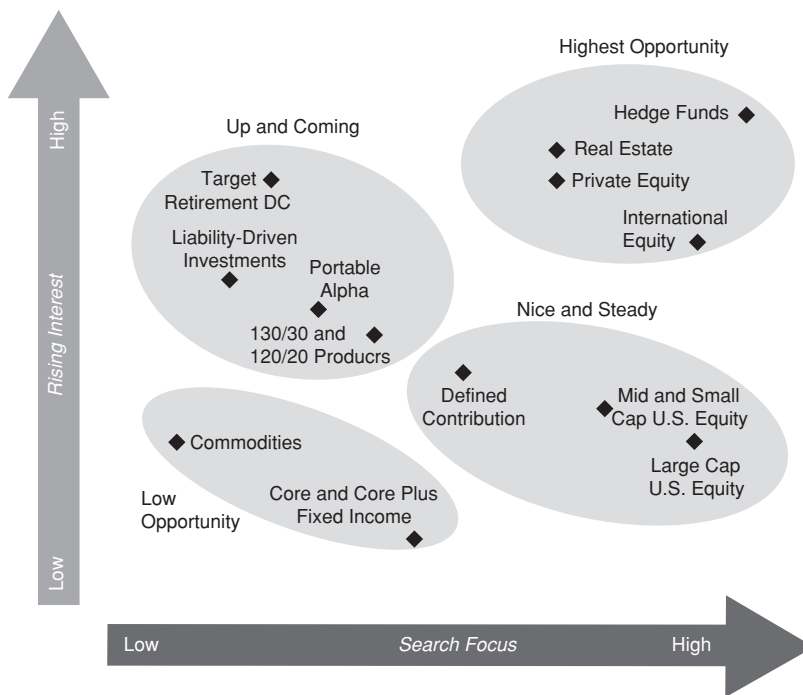 Highest Opportunity
Hedge Funds
Real Estate
Private Equity
International
Equity
Up and Coming
Target
Retirement DC
Liability-Driven
Investments
Portable
Alpha
130/30 and
120/20 Producrs
Nice and Steady
Defined
Contribution
Mid and Small
Cap U.S. Equity
Large Cap
U.S. Equity
Commodities
Low
Opportunity
Core and Core Plus
Fixed Income
High
Rising Interest
Low
Low
Search Focus
High